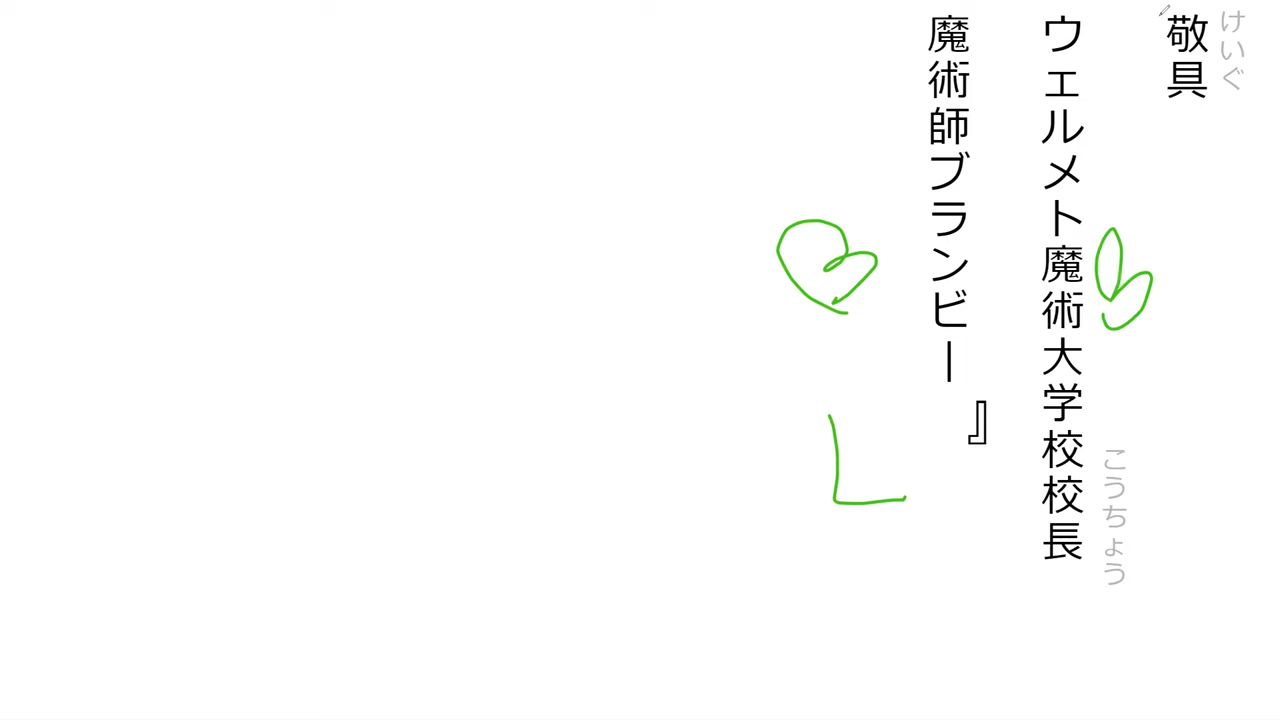 けいぐ
敬具
こうちょう
ウェルメト魔術大学校校長
魔術師ブランビー』
L